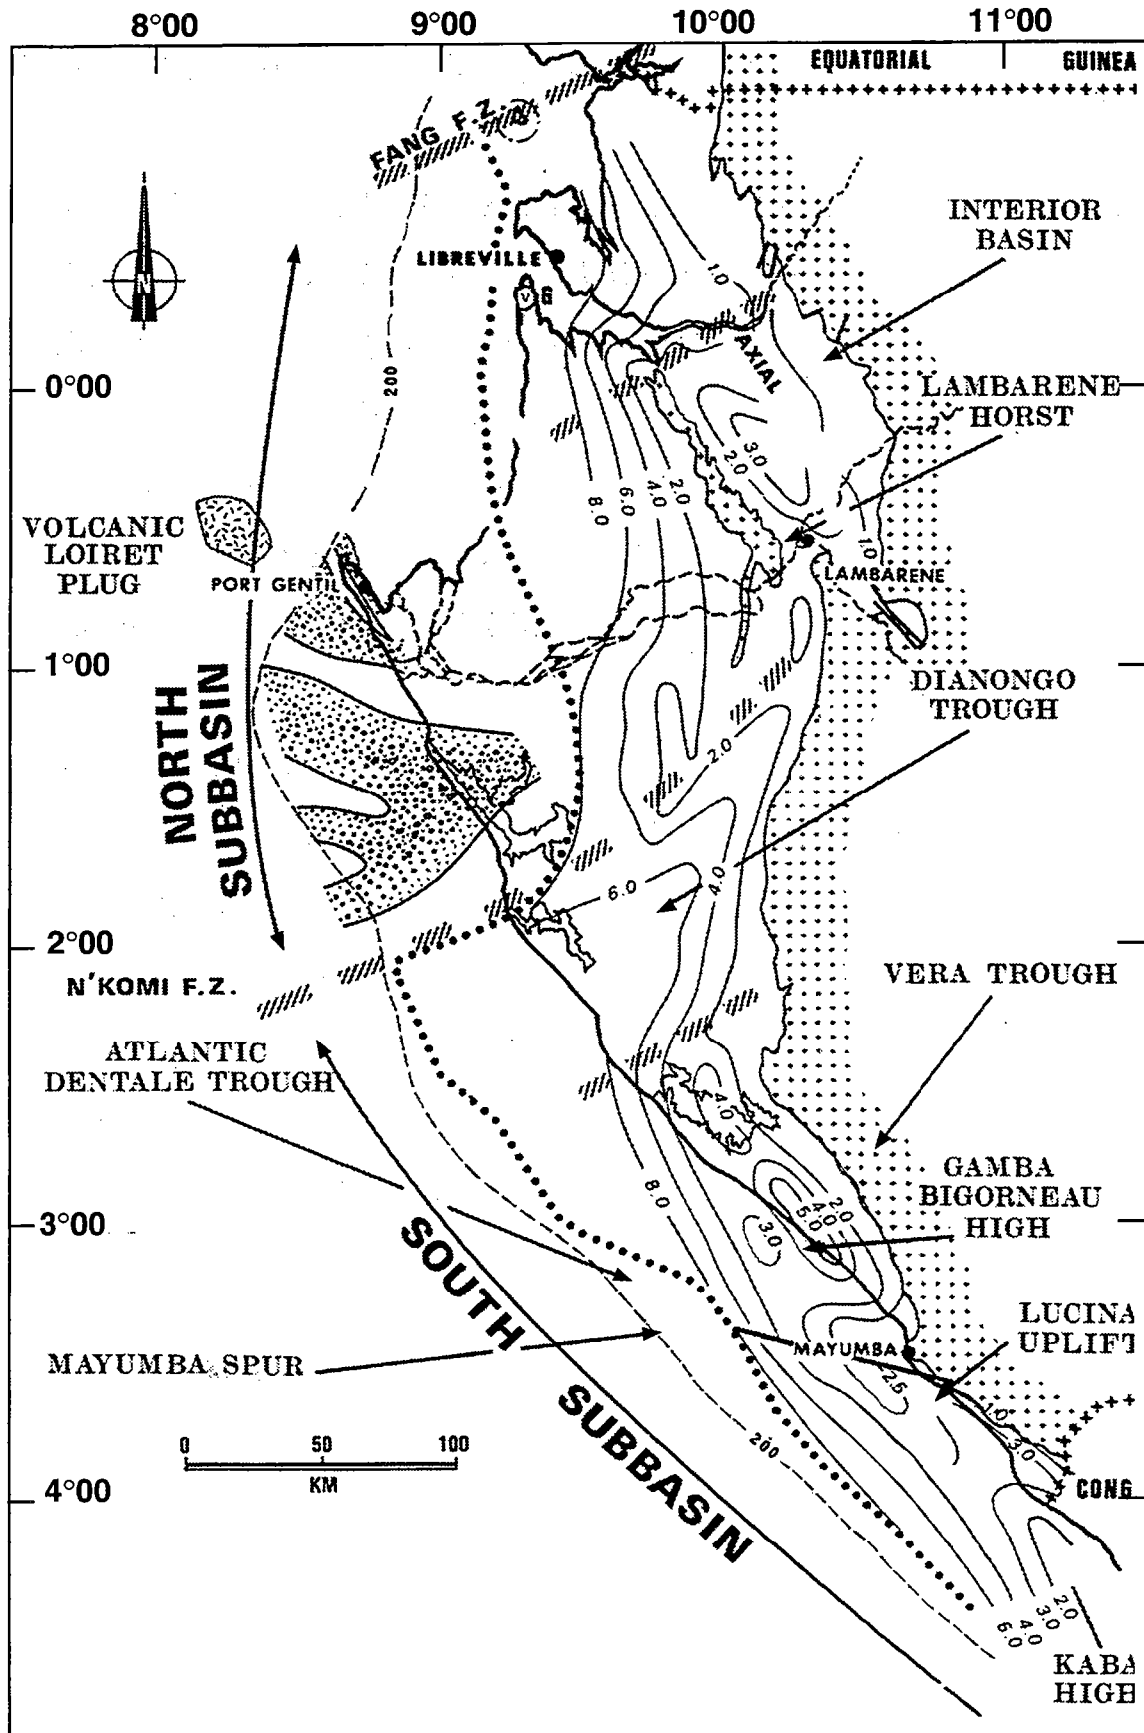 8°00 9°00 10°00 11°00
EQUATORIAL GUINEA
FANG F.Z.
INTERIOR
BASIN
1.0
LIBREVILLE
G
V
N
AXIAL
200
0°00
LAMBARENE
HORST
3.0
2.0
8.0 6.0 4.0 2.0
VOLCANIC
LOIRET
PLUG
1.0
PORT GENTIL
LAMBARENE
1°00
DIANONGO
TROUGH
NORTH
SUBBASIN
2.0
6.0
4.0
2°00
N'KOMI F.Z.
VERA TROUGH
ATLANTIC
DENTALE TROUGH
4.0
GAMBA
BIGORNEAU
HIGH
8.0
2.0
4.0
5.0
3.0
3°00
SOUTH
SUBBASIN
LUCINA
UPLIFT
MAYUMBA SPUR
MAYUMBA
2.5
1.0
3.0
200
0 50 100
KM
4°00
CONG
2.0
3.0
4.0
6.0
KABA
HIGH